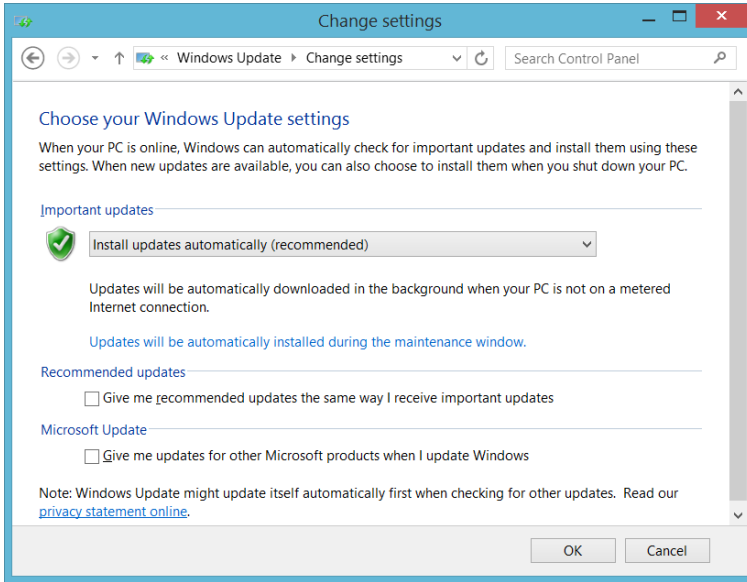 Change settings
« Windows Update Change settings
Search Control Panel
Choose your Windows Update settings
When your PC is online, Windows can automatically check for important updates and install them using these
settings. When new updates are available, you can also choose to install them when you shut down your PC.
Important updates
Install updates automatically (recommended)
Updates will be automatically downloaded in the background when your PC is not on a metered
Internet connection.
Updates will be automatically installed during the maintenance window.
Recommended updates
Give me recommended updates the same way I receive important updates
Microsoft Update
Give me updates for other Microsoft products when I update Windows
Note: Windows Update might update itself automatically first when checking for other updates. Read our
privacy statement online.
OK Cancel